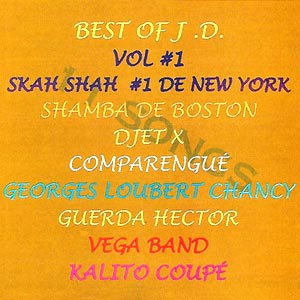 BEST OF J .D.
VOL #1
SKAH SHAH #1 DE NEW YORK
SHAMBA DE BOSTON
DJET X
COMPARENGUÉ
GEORGES LOUBERT CHANCY
GUERDA HECTOR
VEGA BAND
KALITO COUPÉ
SONGS